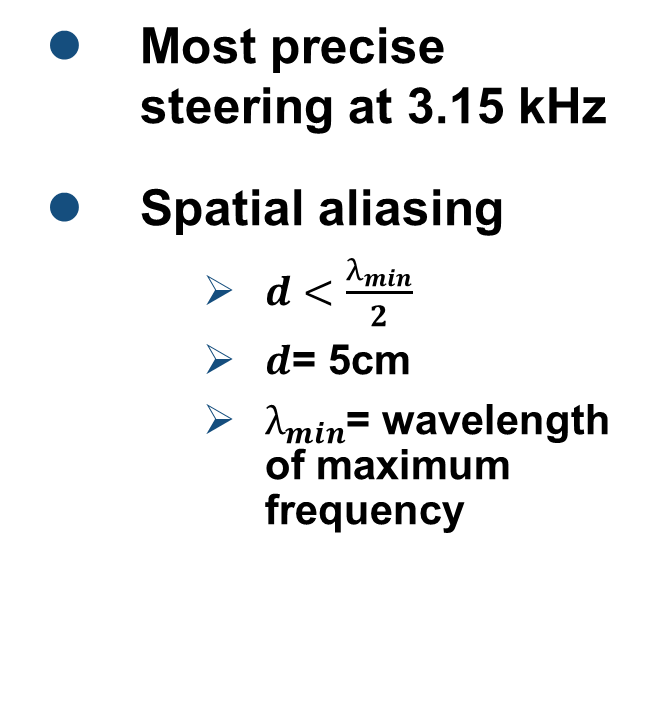 Most precise
steering at 3.15 kHz
Spatial aliasing
d < λmin/2
d= 5cm
λmin= wavelength
of maximum
frequency